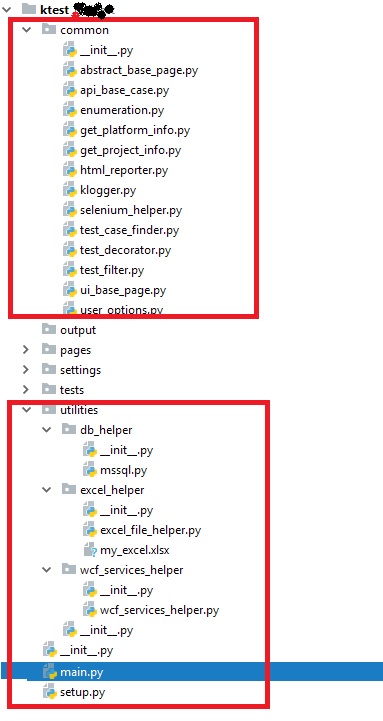 ktest
common
__init__.py
abstract_base_page.py
api_base_case.py
enumeration.py
get_platform_info.py
get_project_info.py
html_reporter.py
klogger.py
selenium_helper.py
test_case_finder.py
test_decorator.py
test_filter.py
ui_base_page.py
user_options.py
output
pages
settings
tests
utilities
db_helper
__init__.py
mssql.py
excel_helper
__init__.py
excel_file_helper.py
my_excel.xlsx
wcf_services_helper
__init__.py
wcf_services_helper.py
__init__.py
__init__.py
main.py
setup.py